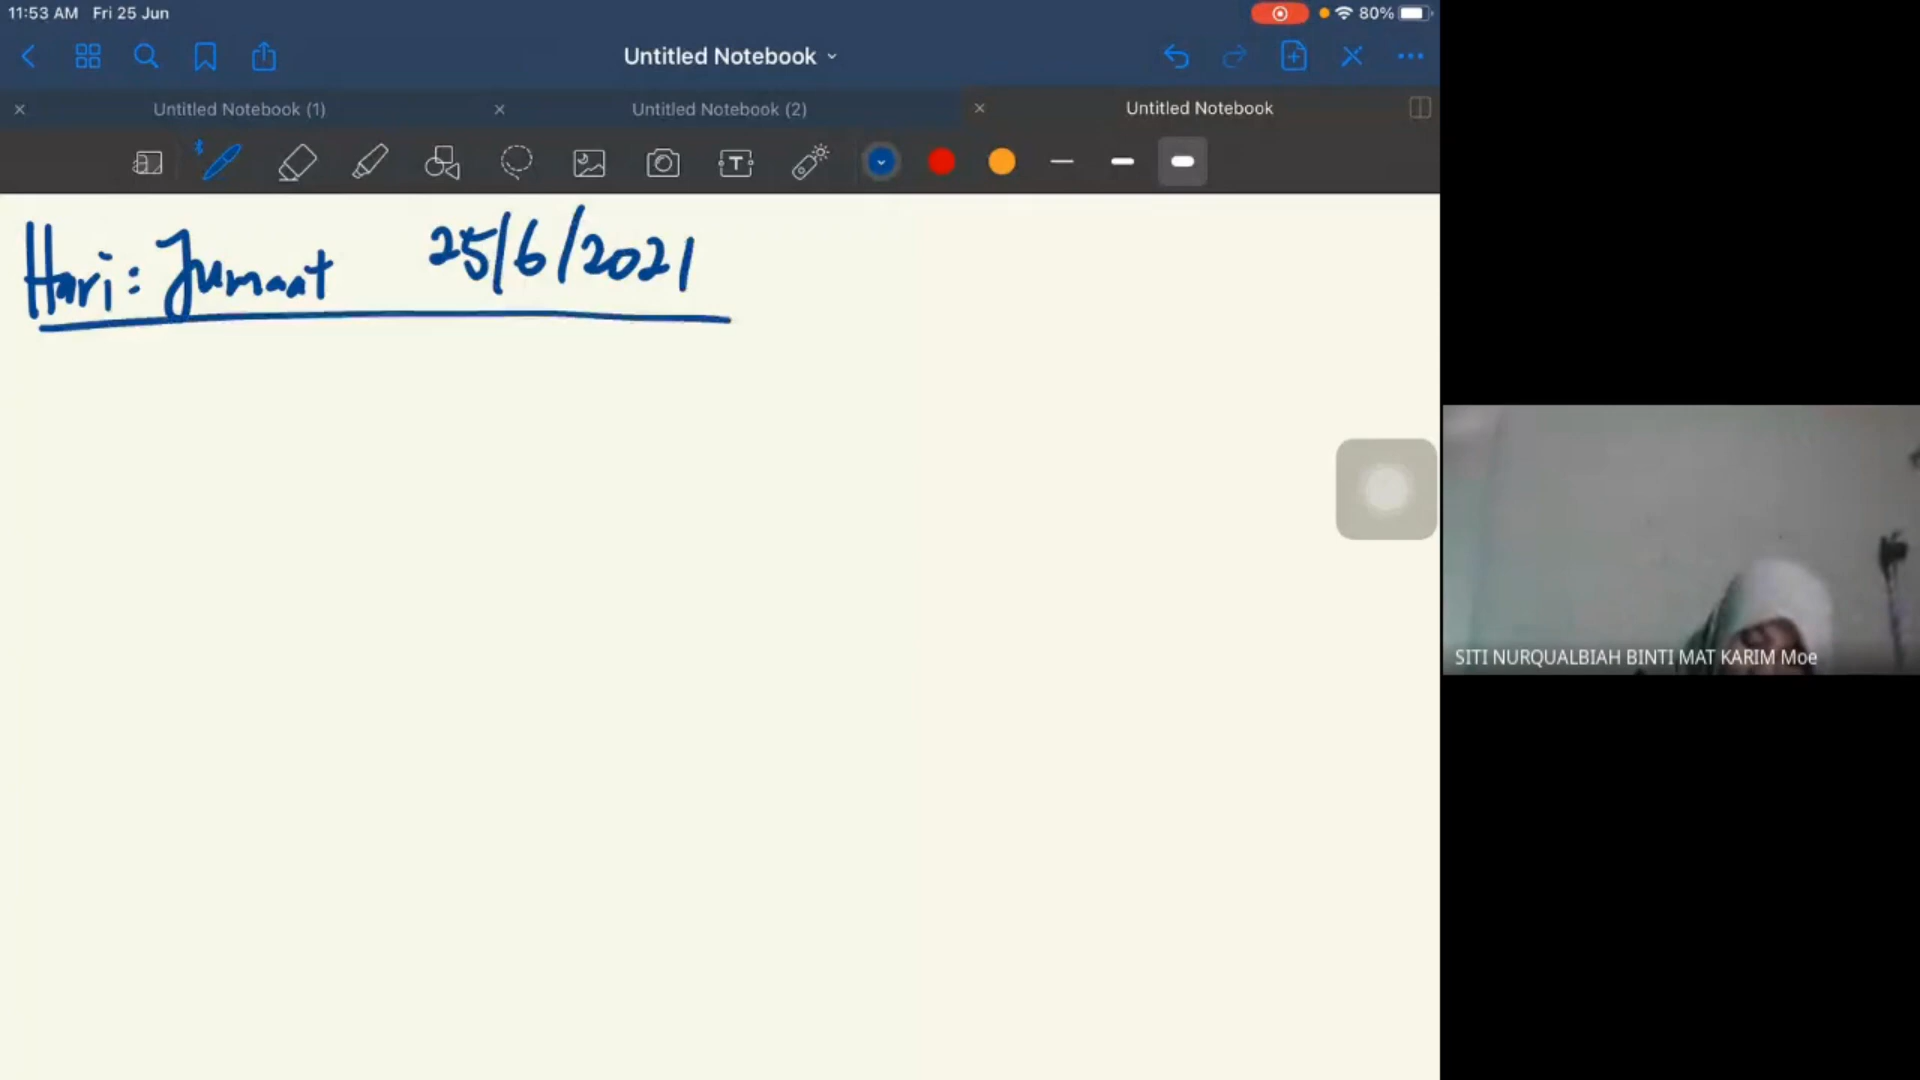 11:53 AM Fri 25 Jun
80%
Untitled Notebook
Untitled Notebook (1)
Untitled Notebook (2)
Untitled Notebook
T
Hari: Jumaat 25/6/2021
SITI NURQUALBIAH BINTI MAT KARIM Moe